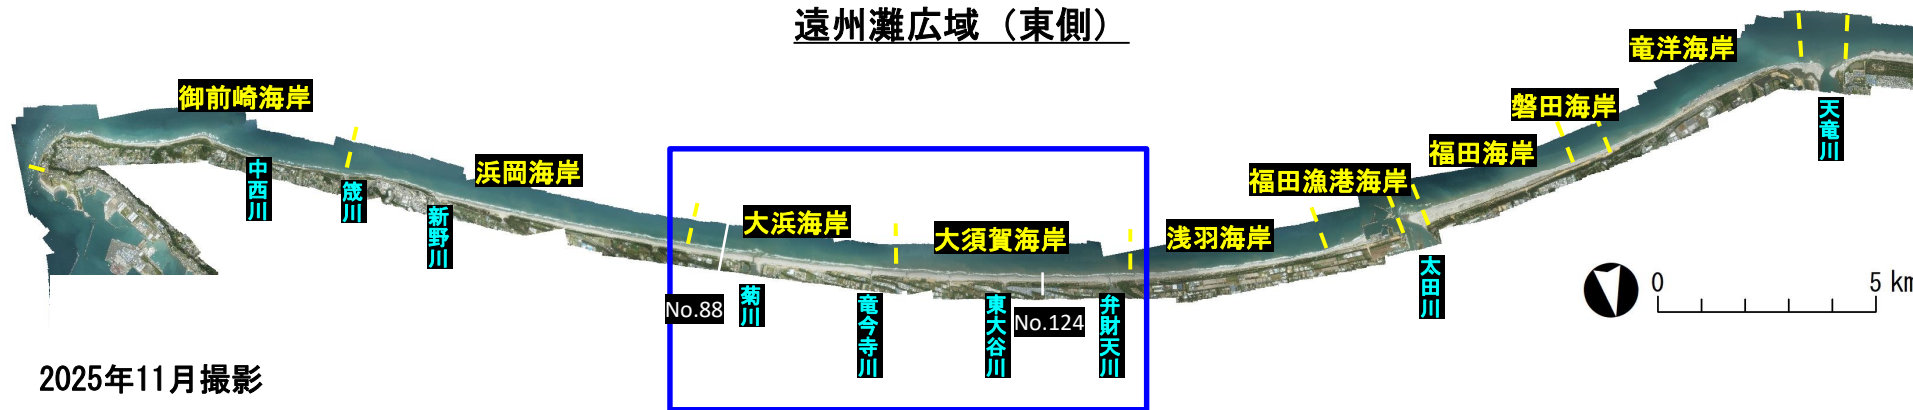 遠州灘広域（東側）
御前崎海岸
浜岡海岸
大浜海岸
大須賀海岸
浅羽海岸
福田漁港海岸
福田海岸
磐田海岸
竜洋海岸
中西川
筬川
新野川
No.88
菊川
竜今寺川
東大谷川
No.124
弁財天川
太田川
天竜川
0
5 km
2025年11月撮影